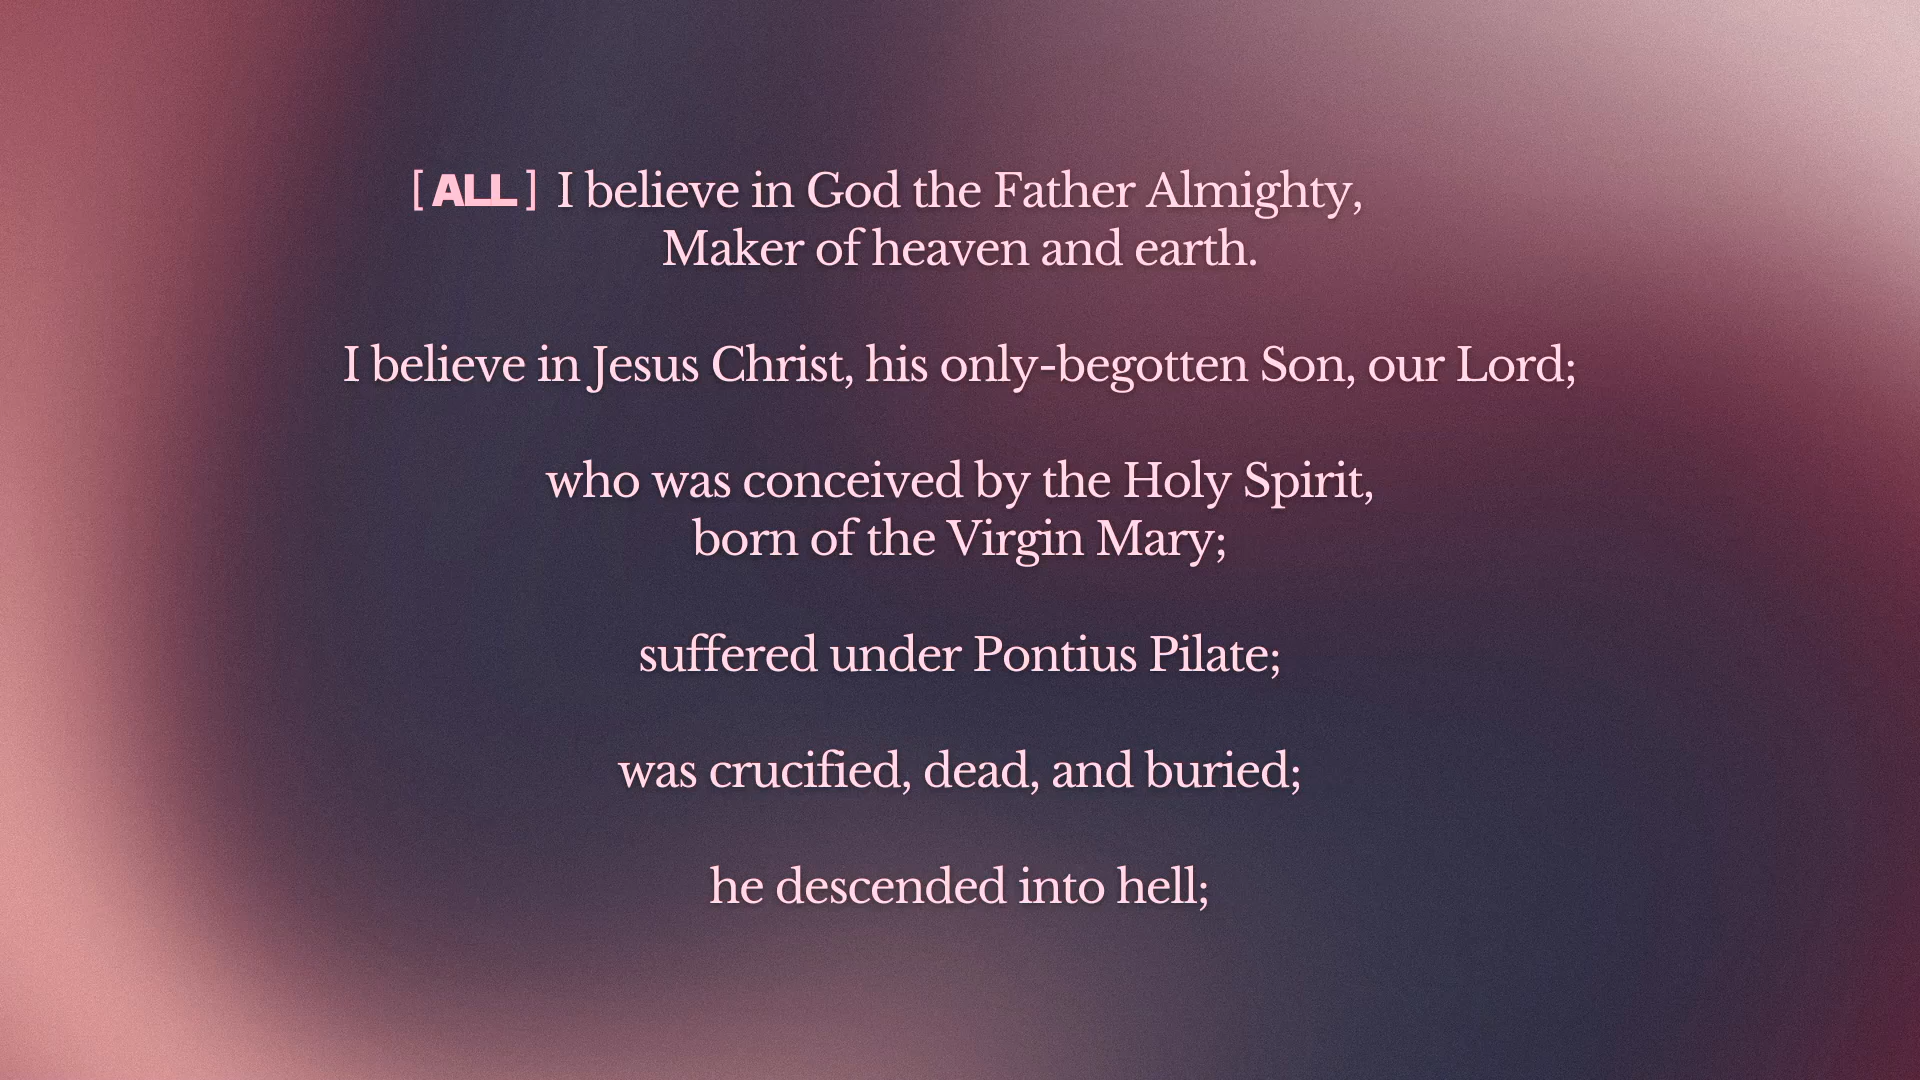 [ALL] I believe in God the Father Almighty,
Maker of heaven and earth.
I believe in Jesus Christ, his only-begotten Son, our Lord;
who was conceived by the Holy Spirit,
born of the Virgin Mary;
suffered under Pontius Pilate;
was crucified, dead, and buried;
he descended into hell;